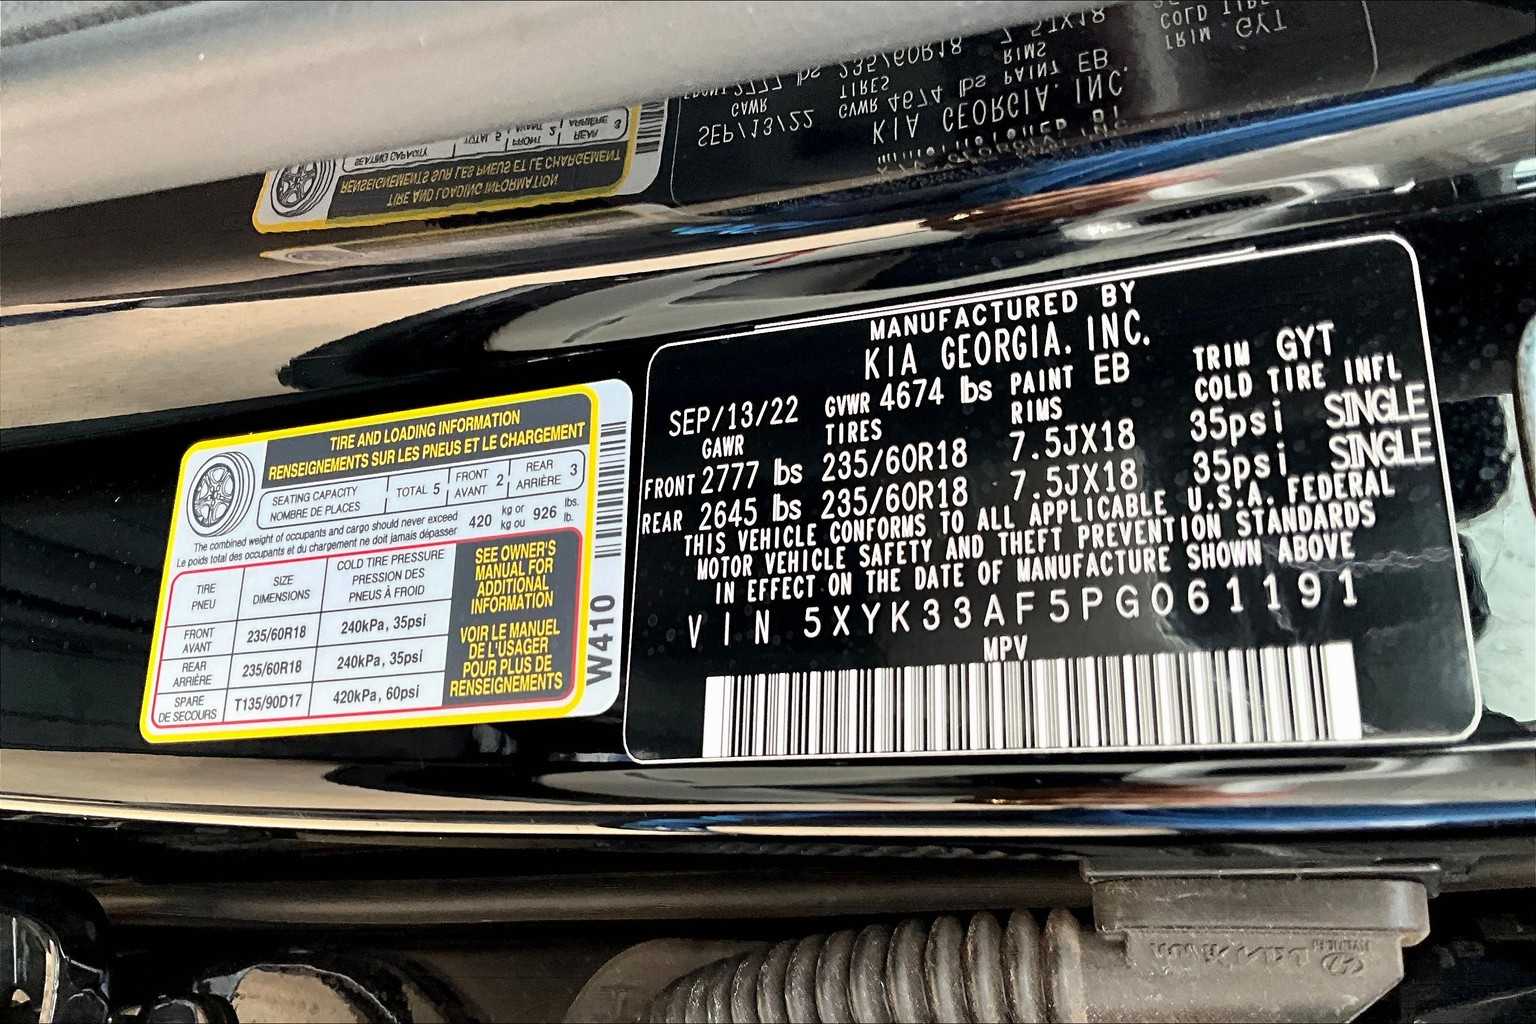 TIRE AND LOADING INFORMATION
RENSEIGNEMENTS SUR LES PNEUS ET LE CHARGEMENT
SEATING CAPACITY
NOMBRE DE PLACES
TOTAL 5
FRONT
AVANT 2
REAR
ARRIÈRE 3
The combined weight of occupants and cargo should never exceed
Le poids total des occupants et du chargement ne doit jamais dépasser
420 kg or
kg ou 926 lbs.
lb.
TIRE
PNEU
SIZE
DIMENSIONS
COLD TIRE PRESSURE
PRESSION DES
PNEUS À FROID
FRONT
AVANT
235/60R18
240kPa, 35psi
REAR
ARRIÈRE
235/60R18
240kPa, 35psi
SPARE
DE SECOURS
T135/90D17
420kPa, 60psi
SEE OWNER'S
MANUAL FOR
ADDITIONAL
INFORMATION
VOIR LE MANUEL
DE L'USAGER
POUR PLUS DE
RENSEIGNEMENTS
W410
MANUFACTURED BY
KIA GEORGIA. INC.
SEP/13/22 GVWR 4674 lbs PAINT EB TRIM GYT
GAWR TIRES RIMS COLD TIRE INFL
FRONT 2777 lbs 235/60R18 7.5JX18 35psi SINGLE
REAR 2645 lbs 235/60R18 7.5JX18 35psi SINGLE
THIS VEHICLE CONFORMS TO ALL APPLICABLE U.S.A. FEDERAL
MOTOR VEHICLE SAFETY AND THEFT PREVENTION STANDARDS
IN EFFECT ON THE DATE OF MANUFACTURE SHOWN ABOVE
VIN 5XYK33AF5PG061191
MPV